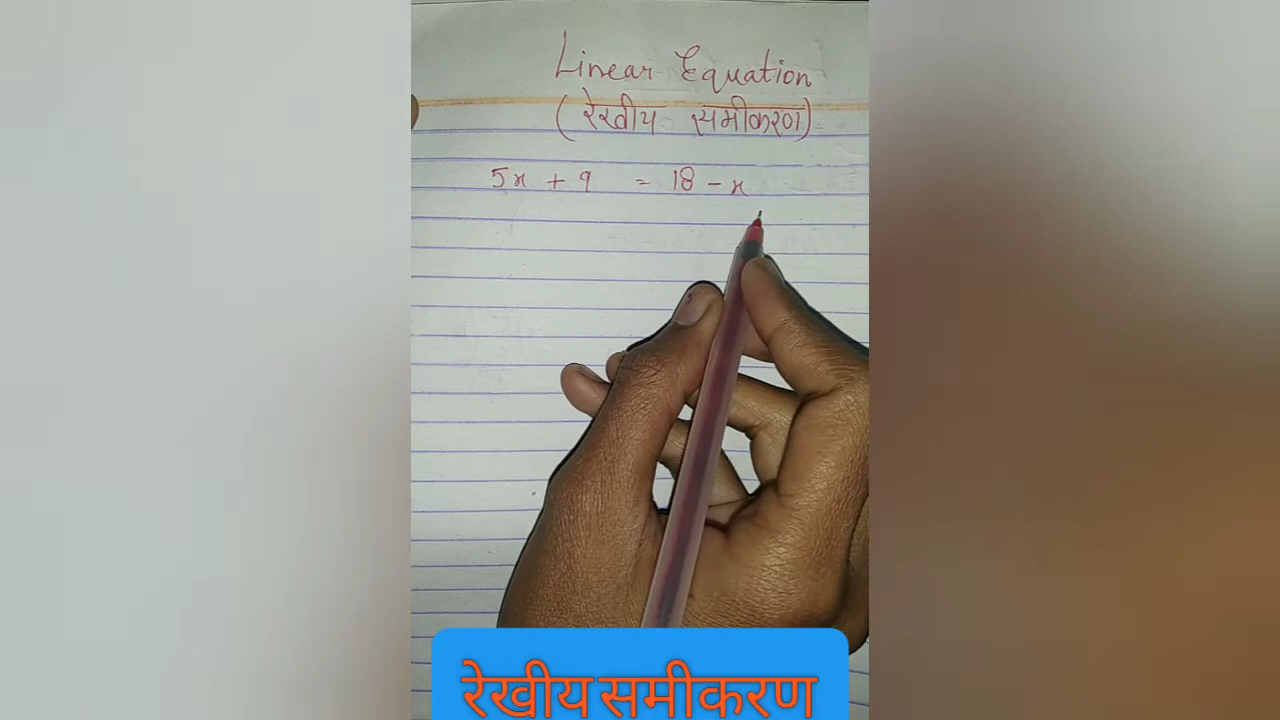 Linear Equation
(रेखीय समीकरण)
5x + 9 = 18 - x
रेखीय समीकरण